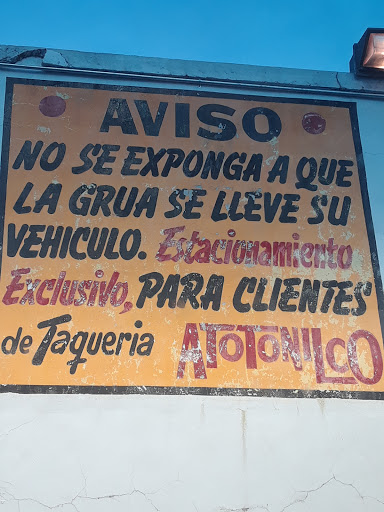 AVISO
NO SE EXPONGA A QUE
LA GRUA SE LLEVE SU
VEHICULO. Estacionamiento
Exclusivo, PARA CLIENTES
de Taqueria ATOTONILCO